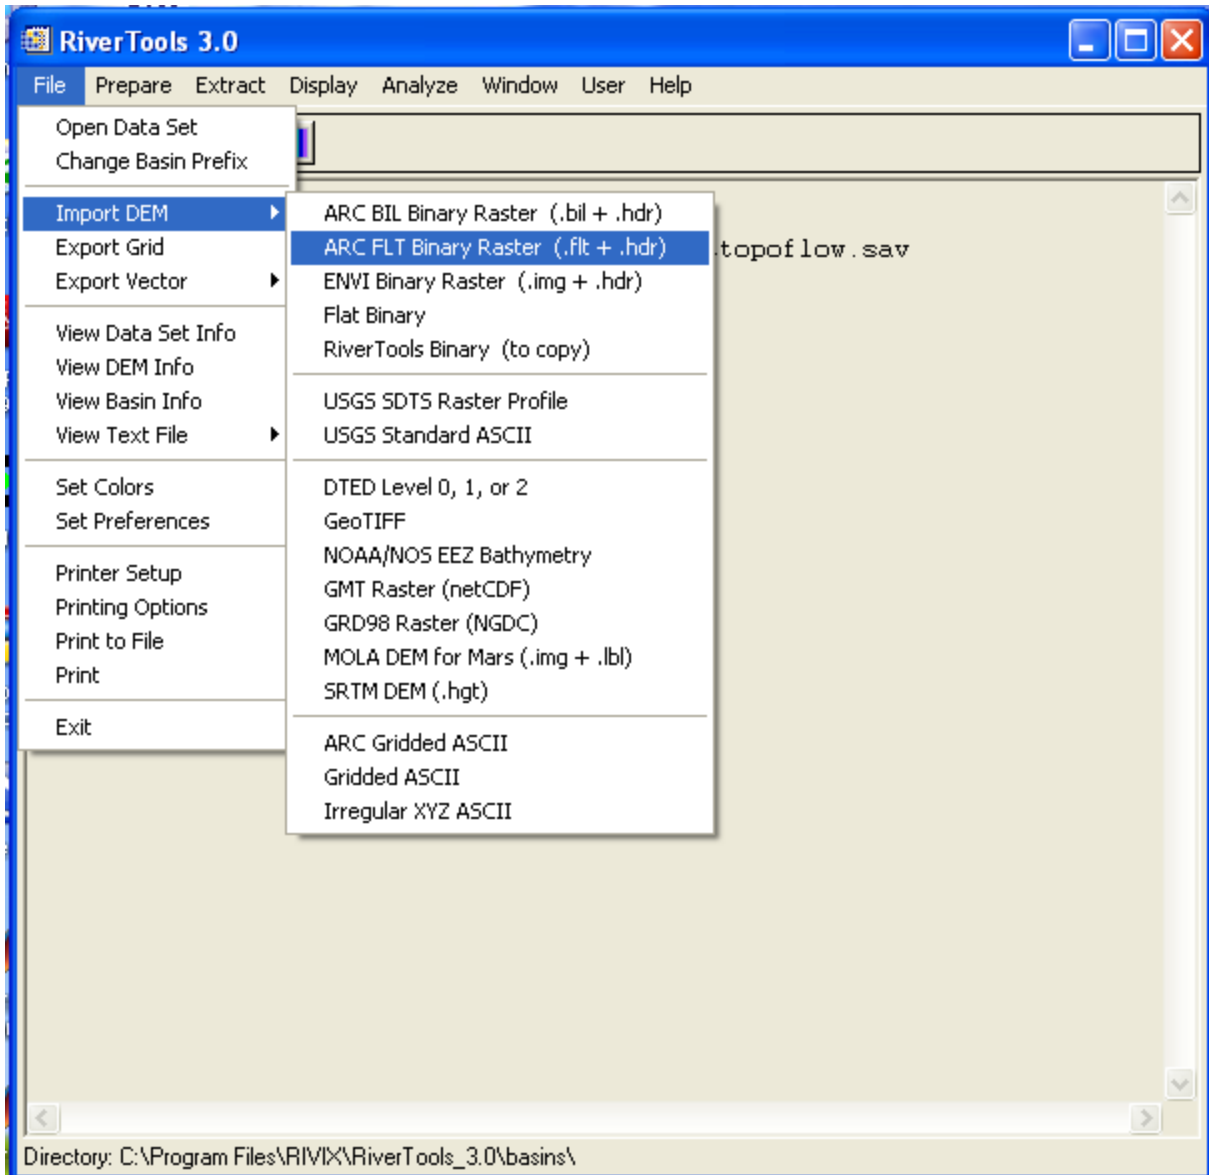 RiverTools 3.0
File Prepare Extract Display Analyze Window User Help
Open Data Set
Change Basin Prefix
Import DEM
Export Grid
Export Vector
View Data Set Info
View DEM Info
View Basin Info
View Text File
Set Colors
Set Preferences
Printer Setup
Printing Options
Print to File
Print
Exit
ARC BIL Binary Raster (.bil + .hdr)
ARC FLT Binary Raster (.flt + .hdr)
ENVI Binary Raster (.img + .hdr)
Flat Binary
RiverTools Binary (to copy)
USGS SDTS Raster Profile
USGS Standard ASCII
DTED Level 0, 1, or 2
GeoTIFF
NOAA/NOS EEZ Bathymetry
GMT Raster (netCDF)
GRD98 Raster (NGDC)
MOLA DEM for Mars (.img + .lbl)
SRTM DEM (.hgt)
ARC Gridded ASCII
Gridded ASCII
Irregular XYZ ASCII
topoflow.sav
Directory: C:\Program Files\RIVIX\RiverTools_3.0\basins\